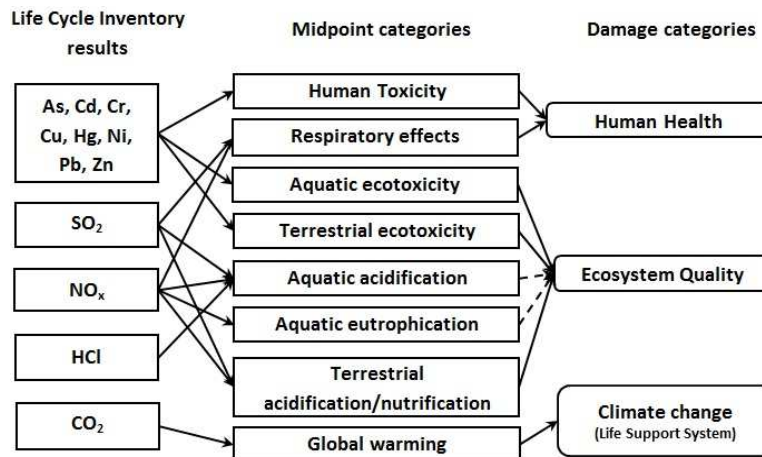 Life Cycle Inventory
results
Midpoint categories
Damage categories
As, Cd, Cr,
Cu, Hg, Ni,
Pb, Zn
SO₂
NOₓ
HCl
CO₂
Human Toxicity
Respiratory effects
Aquatic ecotoxicity
Terrestrial ecotoxicity
Aquatic acidification
Aquatic eutrophication
Terrestrial
acidification/nutrification
Global warming
Human Health
Ecosystem Quality
Climate change
(Life Support System)